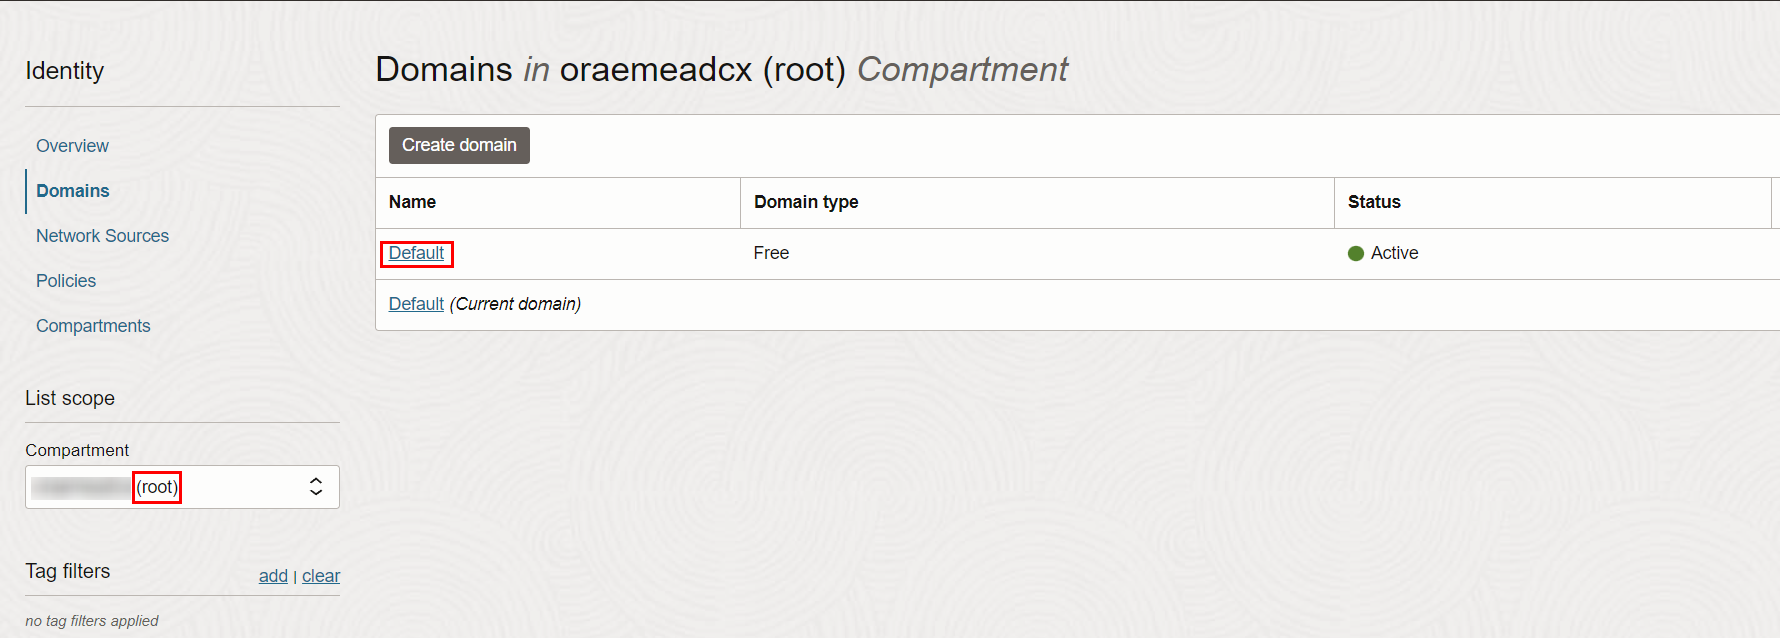 Identity
Overview
Domains
Network Sources
Policies
Compartments
List scope
Compartment
(root)
Tag filters
add | clear
no tag filters applied
Domains in oraemeadcx (root) Compartment
Create domain
Name Domain type Status
Default Free Active
Default (Current domain)